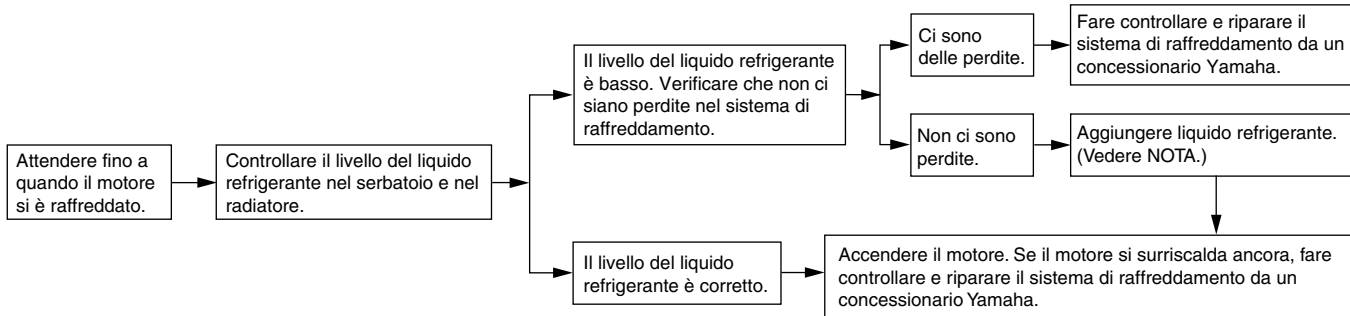 Attendere fino a
quando il motore
si è raffreddato.
Controllare il livello del liquido
refrigerante nel serbatoio e nel
radiatore.
Il livello del liquido refrigerante
è basso. Verificare che non ci
siano perdite nel sistema di
raffreddamento.
Ci sono
delle perdite.
Fare controllare e riparare il
sistema di raffreddamento da un
concessionario Yamaha.
Non ci sono
perdite.
Aggiungere liquido refrigerante.
(Vedere NOTA.)
Il livello del liquido
refrigerante è corretto.
Accendere il motore. Se il motore si surriscalda ancora, fare
controllare e riparare il sistema di raffreddamento da un
concessionario Yamaha.